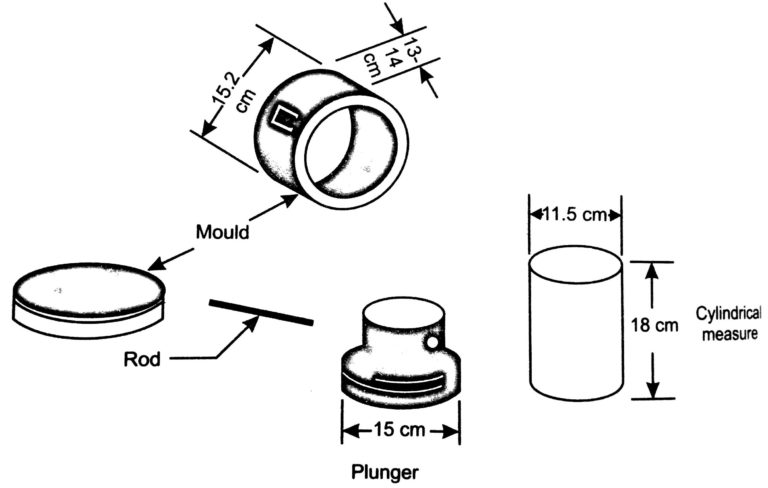 13-
14
cm
15.2
cm
Mould
11.5 cm
18 cm
Cylindrical
measure
Rod
15 cm
Plunger